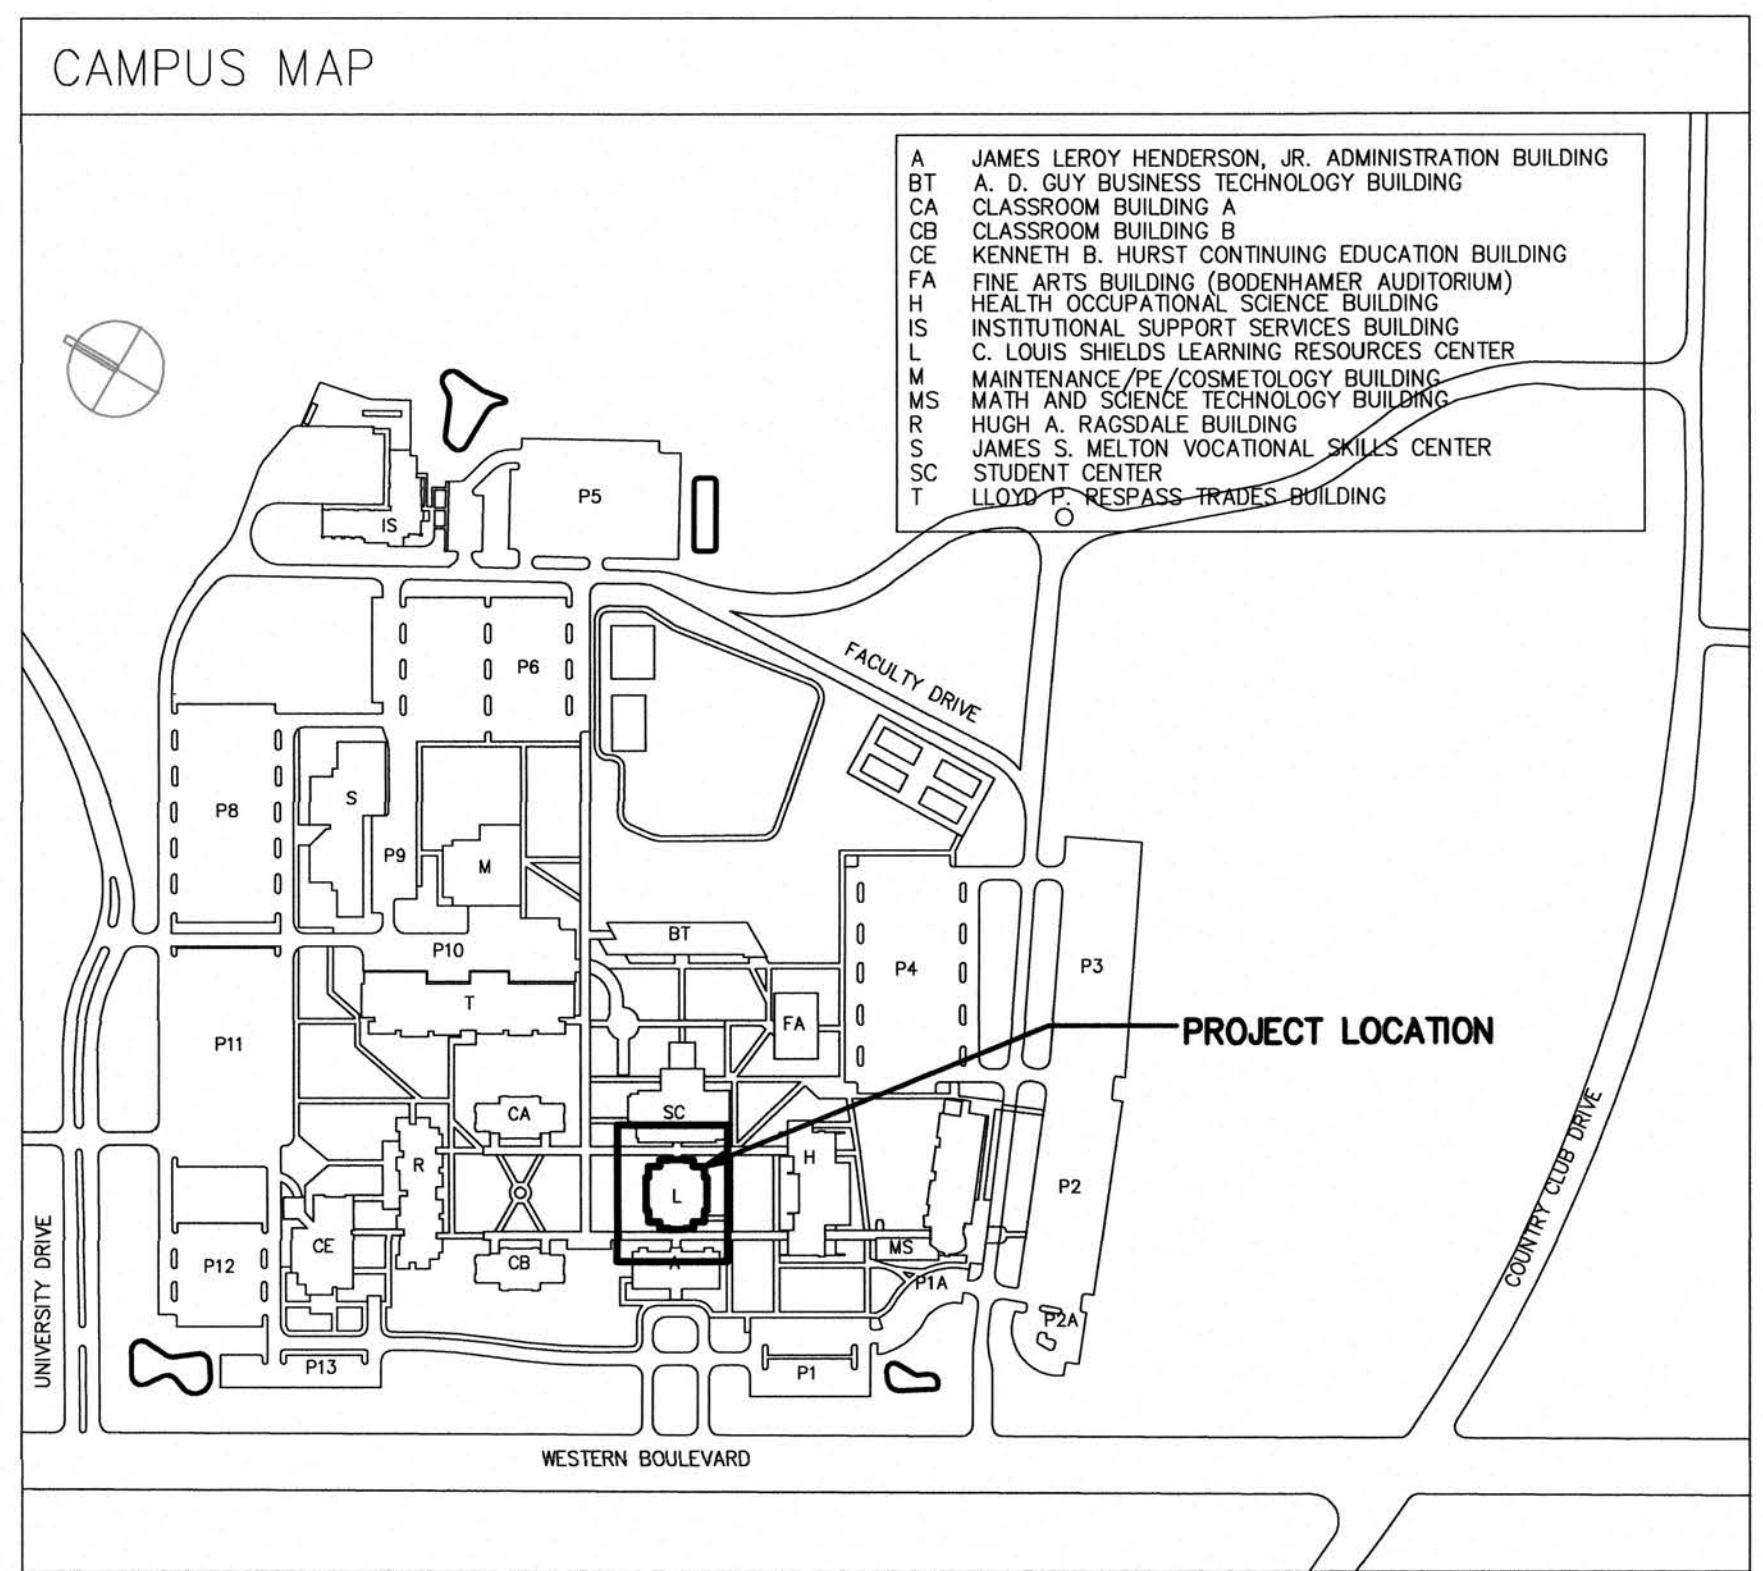 CAMPUS MAP
A JAMES LEROY HENDERSON, JR. ADMINISTRATION BUILDING
BT A. D. GUY BUSINESS TECHNOLOGY BUILDING
CA CLASSROOM BUILDING A
CB CLASSROOM BUILDING B
CE KENNETH B. HURST CONTINUING EDUCATION BUILDING
FA FINE ARTS BUILDING (BODENHAMER AUDITORIUM)
H HEALTH OCCUPATIONAL SCIENCE BUILDING
IS INSTITUTIONAL SUPPORT SERVICES BUILDING
L C. LOUIS SHIELDS LEARNING RESOURCES CENTER
M MAINTENANCE/PE/COSMETOLOGY BUILDING
MS MATH AND SCIENCE TECHNOLOGY BUILDING
R HUGH A. RAGSDALE BUILDING
S JAMES S. MELTON VOCATIONAL SKILLS CENTER
SC STUDENT CENTER
T LLOYD P. RESPASS TRADES BUILDING
P5
IS
P6
FACULTY DRIVE
S
P8
P9
M
BT
P10
P4
P3
T
FA
PROJECT LOCATION
P11
CA
SC
R
H
L
P2
COUNTRY CLUB DRIVE
CE
CB
A
MS
P12
P1A
UNIVERSITY DRIVE
P2A
P13
P1
WESTERN BOULEVARD